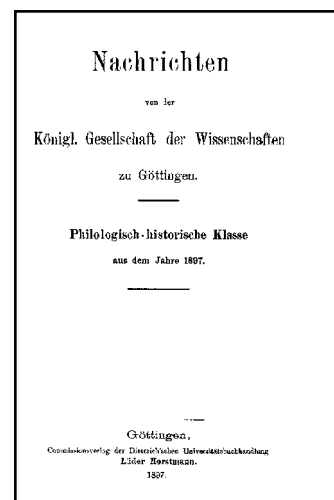 Nachrichten
von der
Königl. Gesellschaft der Wissenschaften
zu Göttingen.
Philologisch-historische Klasse
aus dem Jahre 1897.
Göttingen,
Commissionsverlag der Dieterich'schen Universitätsbuchhandlung
Lüder Horstmann.
1897.